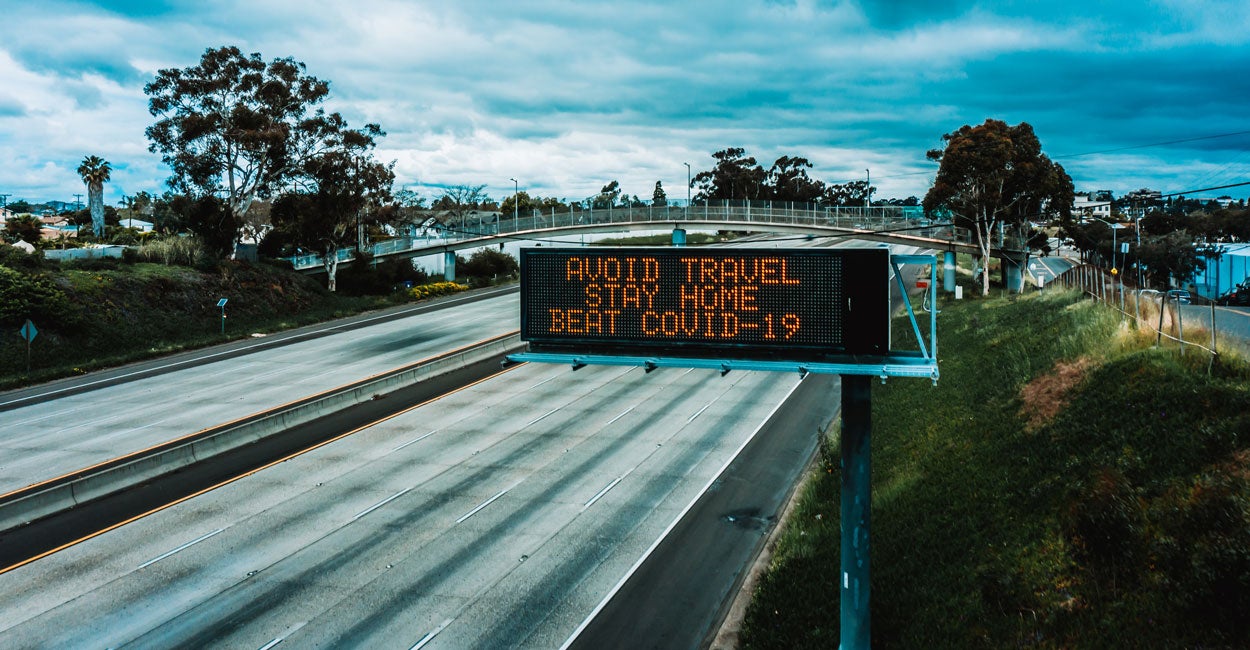 AVOID TRAVEL
STAY HOME
BEAT COVID-19